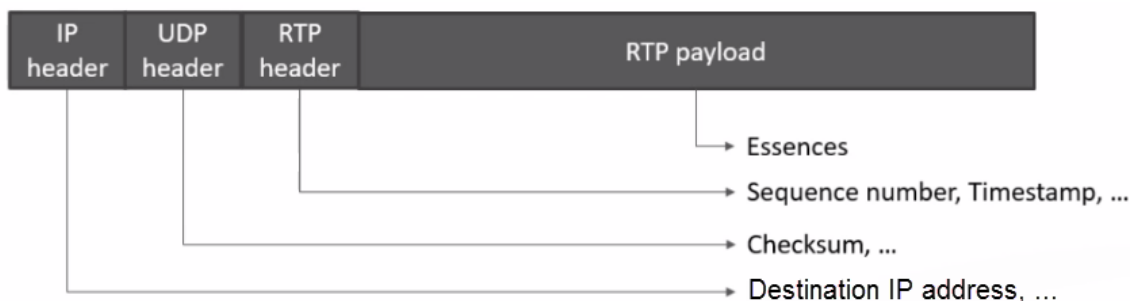 IP header
UDP header
RTP header
RTP payload
Essences
Sequence number, Timestamp, ...
Checksum, ...
Destination IP address, ...